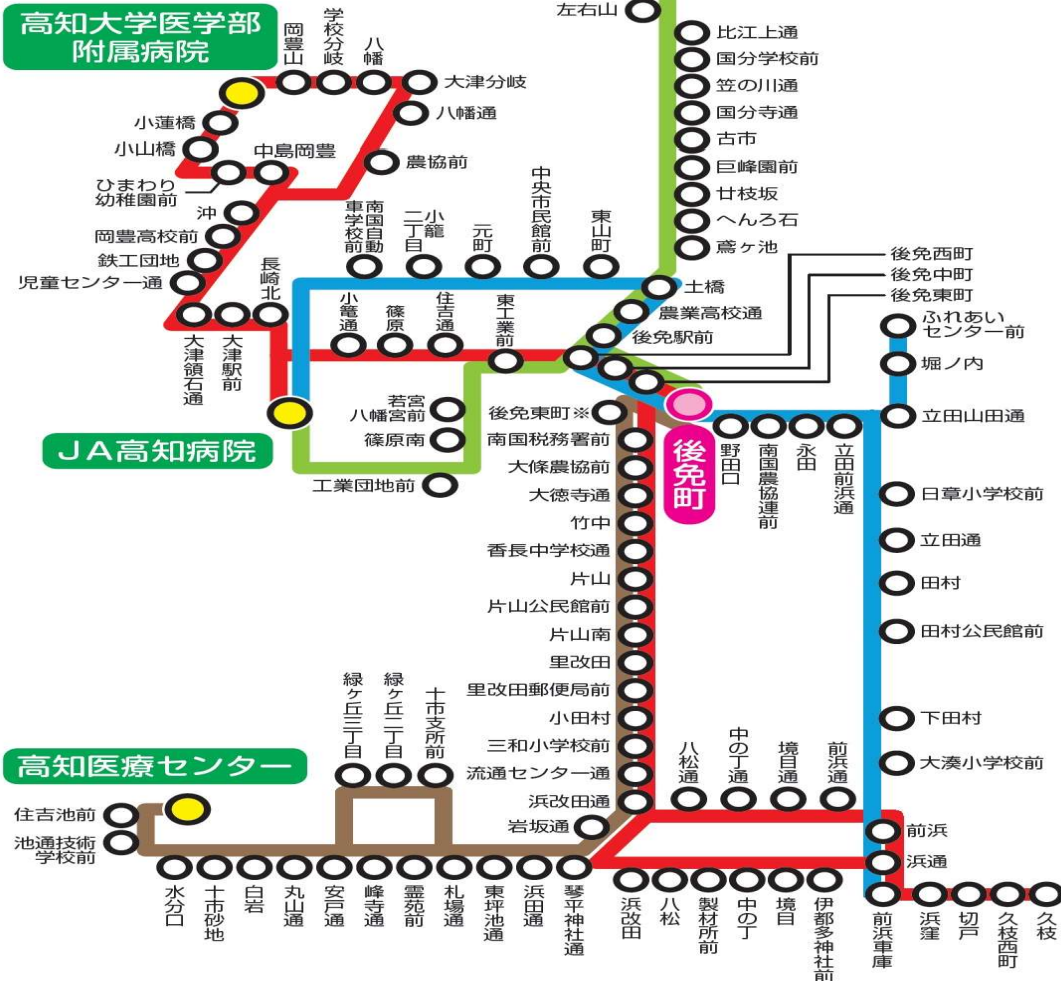 高知大学医学部
附属病院
岡豊山
学校分岐
八幡
大津分岐
八幡通
農協前
小蓮橋
小山橋
中島岡豊
ひまわり
幼稚園前
沖
岡豊高校前
鉄工団地
児童センター通
長崎北
大津領石通
大津駅前
JA高知病院
左右山
比江上通
国分学校前
笠の川通
国分寺通
古市
巨峰園前
廿枝坂
へんろ石
鳶ヶ池
南国自動
車学校前
小籠
二丁目
元町
中央市民館前
東山町
土橋
農業高校通
後免駅前
後免西町
後免中町
後免東町
小篭通
篠原
住吉通
東工業前
若宮
八幡宮前
篠原南
工業団地前
後免町
野田口
南国農協連前
永田
立田前浜通
ふれあい
センター前
堀ノ内
立田山田通
日章小学校前
立田通
田村
田村公民館前
下田村
大湊小学校前
前浜
浜通
後免東町※
南国税務署前
大篠農協前
大徳寺通
竹中
香長中学校通
片山
片山公民館前
片山南
里改田
里改田郵便局前
小田村
三和小学校前
流通センター通
浜改田通
岩坂通
八松通
中の丁通
境目通
前浜通
緑ヶ丘三丁目
緑ヶ丘二丁目
十市支所前
高知医療センター
住吉池前
池通技術
学校前
水分口
十市砂地
白岩
丸山通
安戸通
峰寺通
霊苑前
札場通
東坪池通
浜田通
琴平神社通
浜改田
八松
製材所前
中の丁
境目
伊都多神社前
前浜車庫
浜窪
切戸
久枝西町
久枝